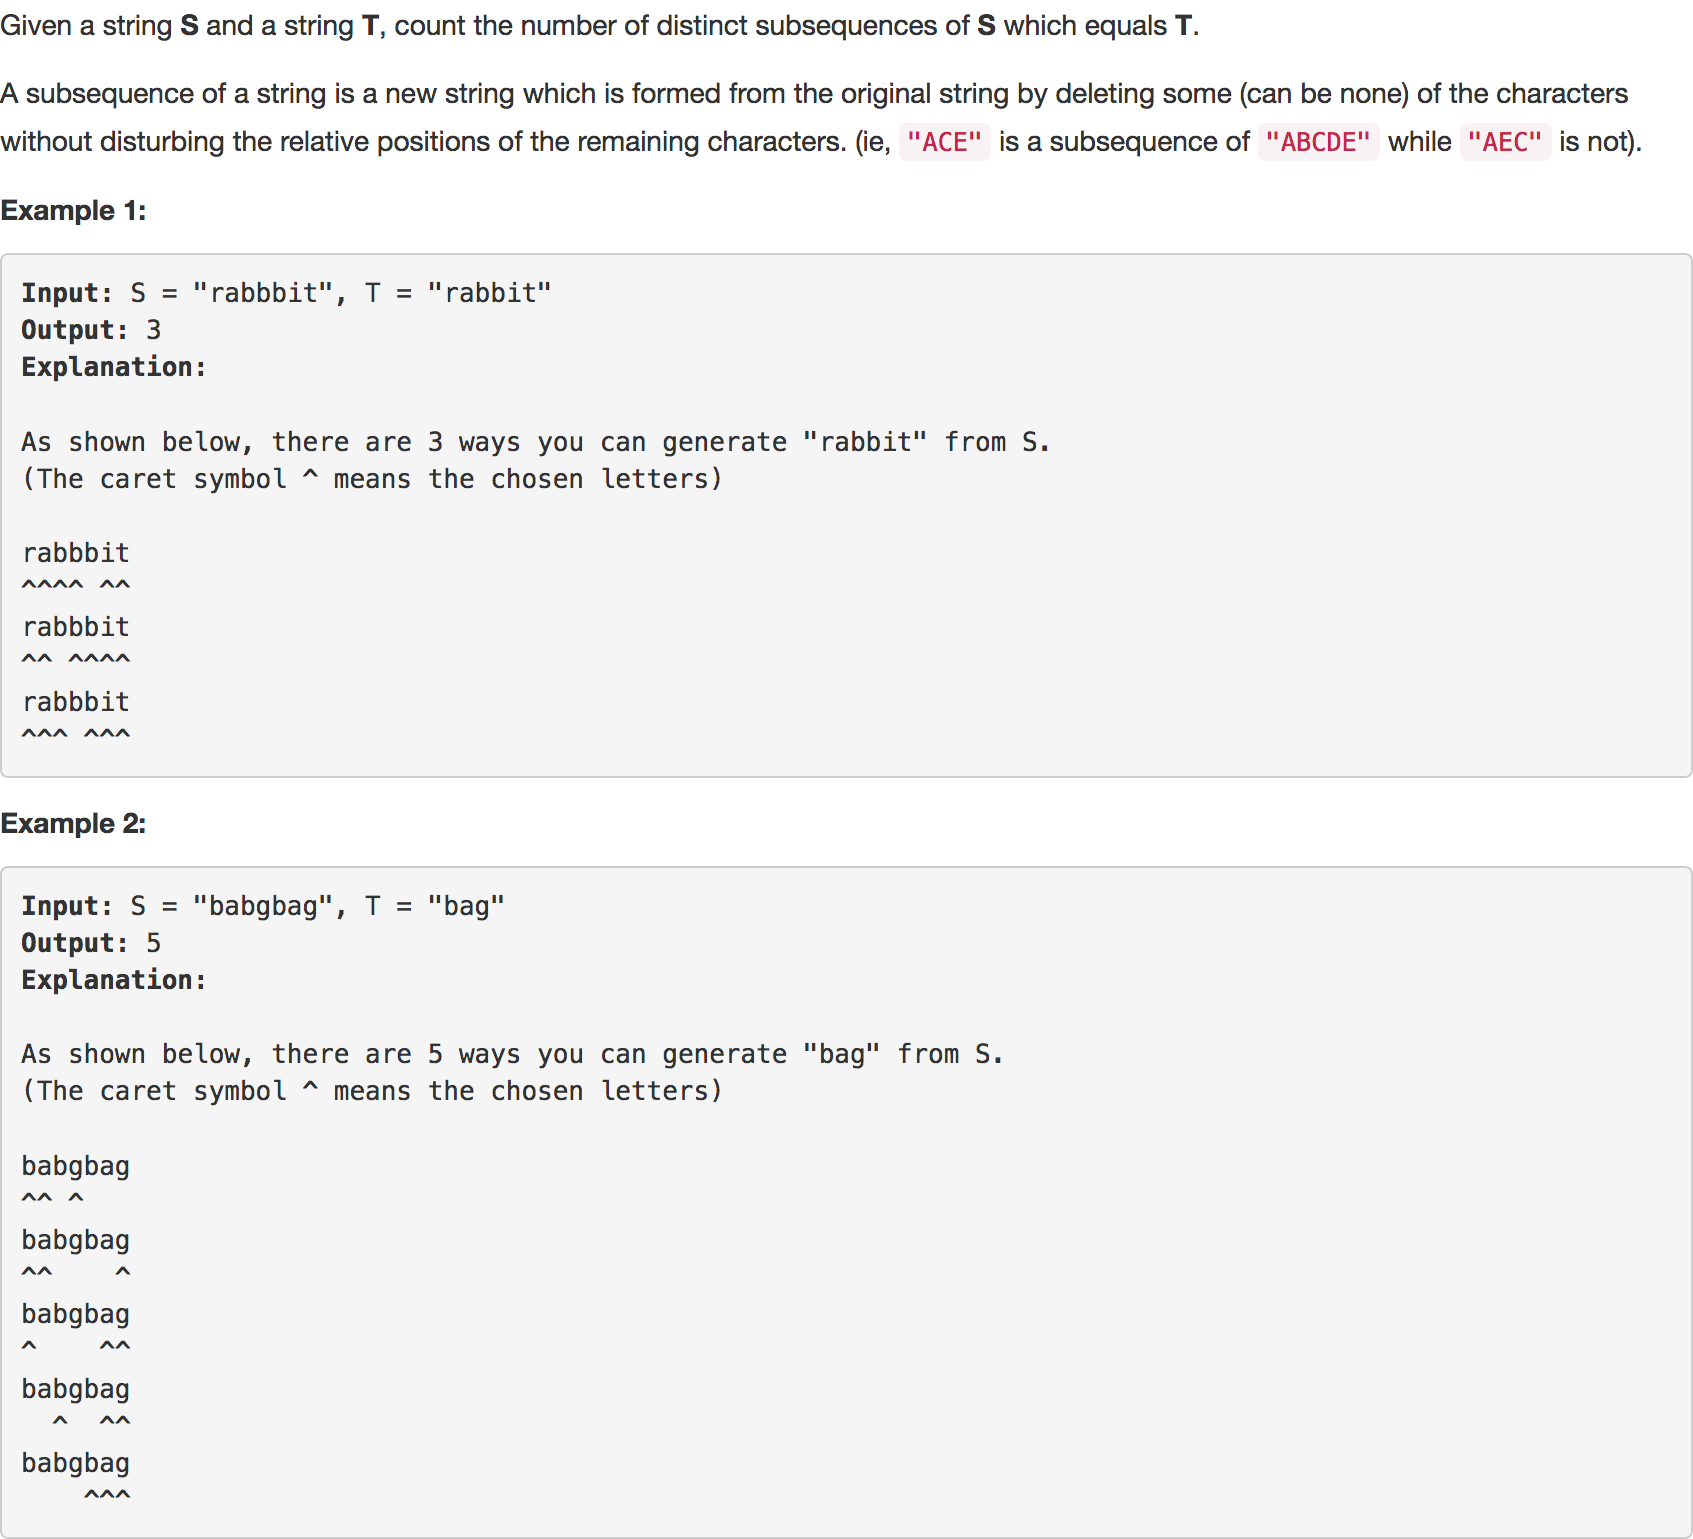 Given a string S and a string T, count the number of distinct subsequences of S which equals T.
A subsequence of a string is a new string which is formed from the original string by deleting some (can be none) of the characters
without disturbing the relative positions of the remaining characters. (ie, "ACE" is a subsequence of "ABCDE" while "AEC" is not).
Example 1:
Input: S = "rabbbit", T = "rabbit"
Output: 3
Explanation:
As shown below, there are 3 ways you can generate "rabbit" from S.
(The caret symbol ^ means the chosen letters)
rabbbit
^^^^ ^^
rabbbit
^^ ^^^^
rabbbit
^^^ ^^^
Example 2:
Input: S = "babgbag", T = "bag"
Output: 5
Explanation:
As shown below, there are 5 ways you can generate "bag" from S.
(The caret symbol ^ means the chosen letters)
babgbag
^^ ^
babgbag
^^    ^
babgbag
^    ^^
babgbag
  ^  ^^
babgbag
    ^^^